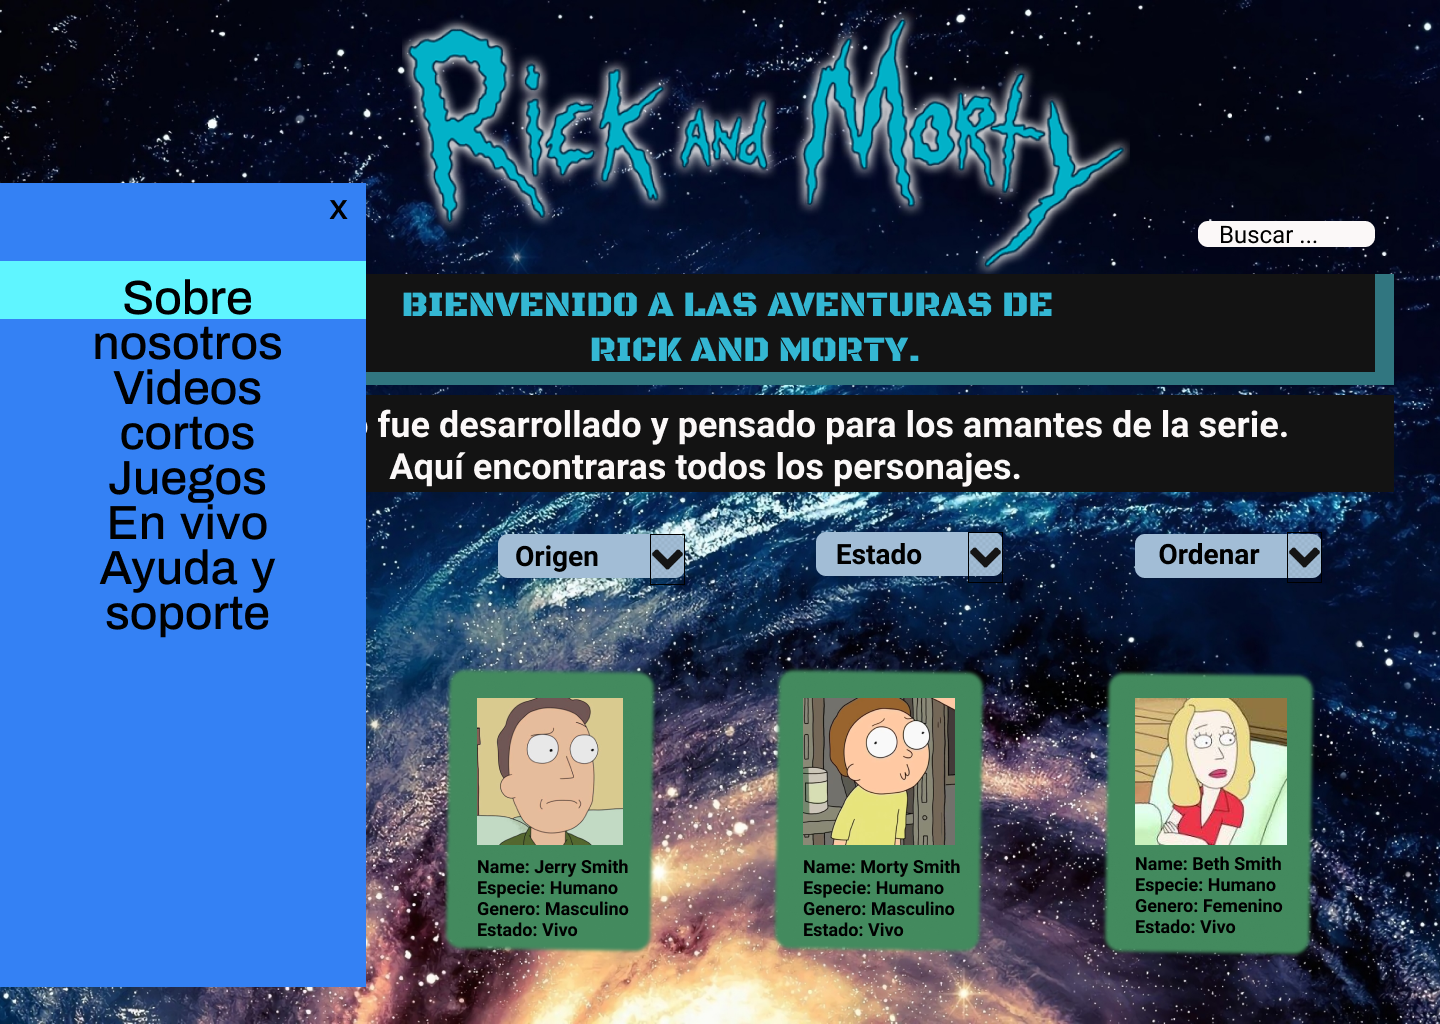 Rick and Morty
X
Buscar ...
BIENVENIDO A LAS AVENTURAS DE
RICK AND MORTY.
Sobre
nosotros
Videos
cortos
Juegos
En vivo
Ayuda y
soporte
fue desarrollado y pensado para los amantes de la serie.
Aquí encontraras todos los personajes.
Origen
Estado
Ordenar
Name: Jerry Smith
Especie: Humano
Genero: Masculino
Estado: Vivo
Name: Morty Smith
Especie: Humano
Genero: Masculino
Estado: Vivo
Name: Beth Smith
Especie: Humano
Genero: Femenino
Estado: Vivo